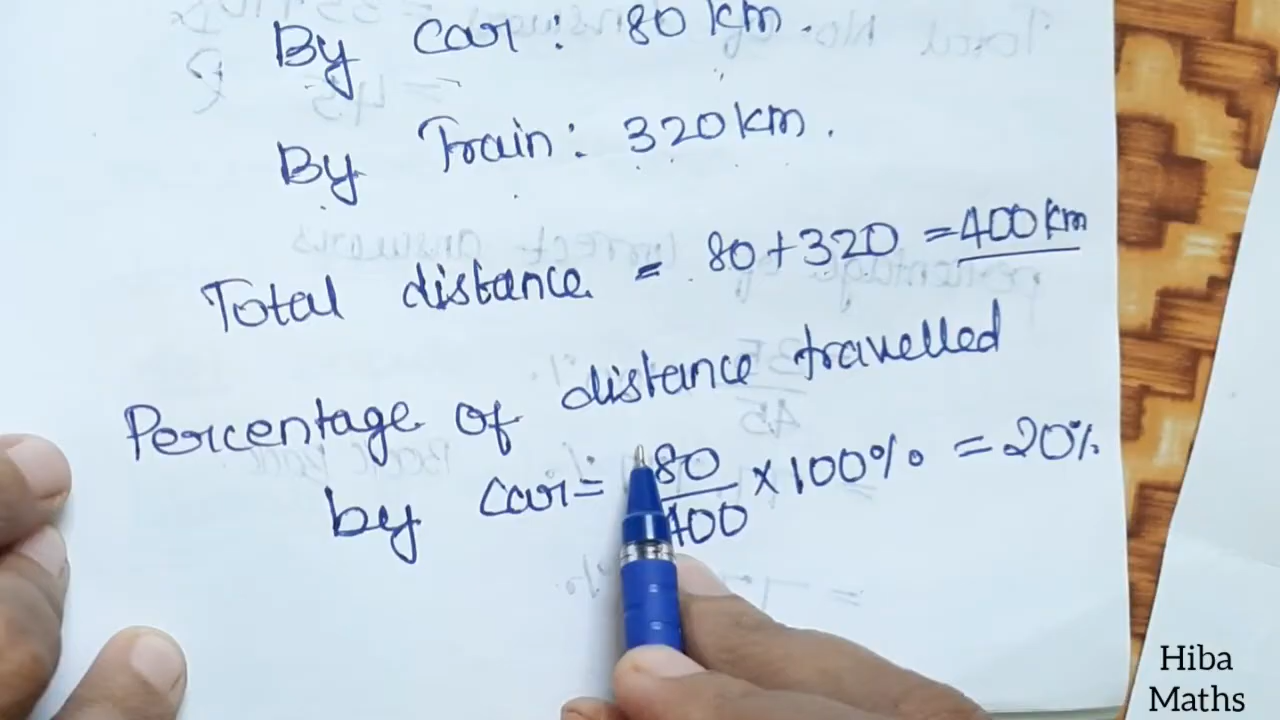 By Car: 80 km.
By Train: 320 km.
Total distance = 80 + 320 = 400 km
Percentage of distance travelled
by car = 80/400 × 100% = 20%
Hiba
Maths